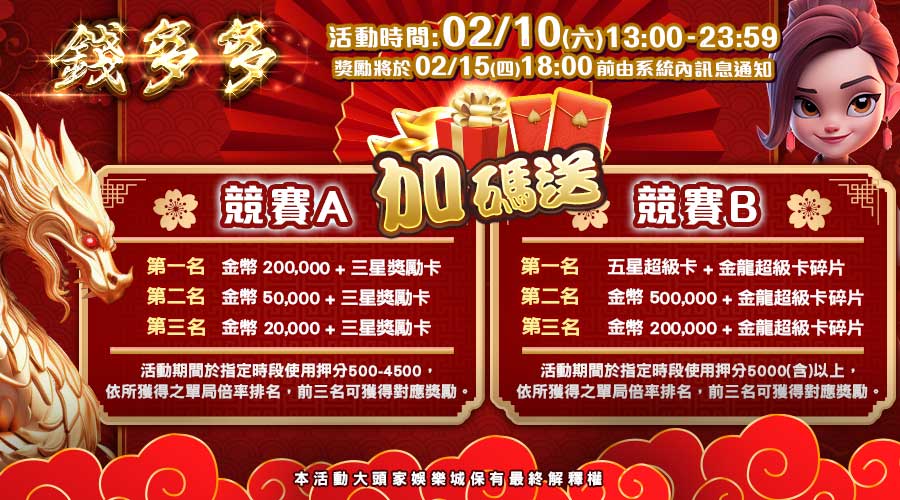 錢多多
活動時間:02/10(六)13:00-23:59
獎勵將於 02/15(四)18:00 前由系統內訊息通知
加碼送
競賽A
第一名 金幣 200,000 + 三星獎勵卡
第二名 金幣 50,000 + 三星獎勵卡
第三名 金幣 20,000 + 三星獎勵卡
活動期間於指定時段使用押分500-4500，
依所獲得之單局倍率排名，前三名可獲得對應獎勵。
競賽B
第一名 五星超級卡 + 金龍超級卡碎片
第二名 金幣 500,000 + 金龍超級卡碎片
第三名 金幣 200,000 + 金龍超級卡碎片
活動期間於指定時段使用押分5000(含)以上，
依所獲得之單局倍率排名，前三名可獲得對應獎勵。
本活動大頭家娛樂城保有最終解釋權